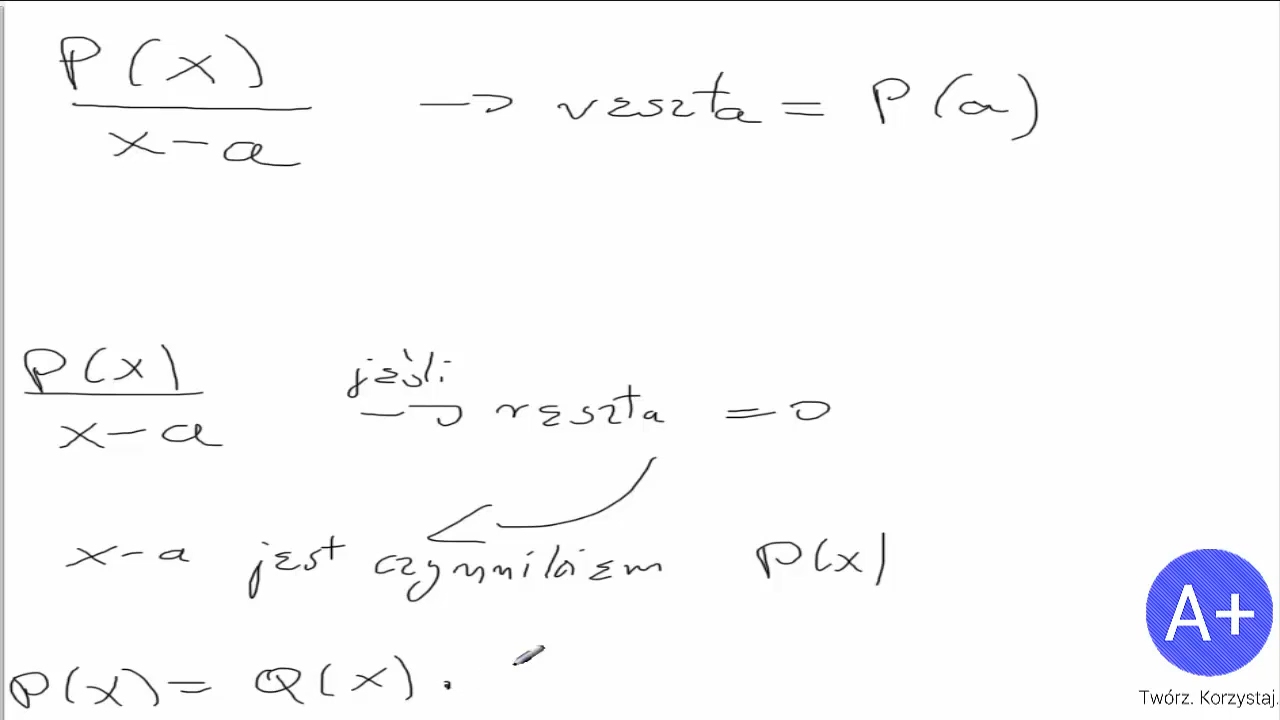 P(x)
x-a → reszta = P(a)
P(x)
x-a jeśli → reszta = 0
x-a jest czynnikiem P(x)
P(x) = Q(x) .
A+
Twórz. Korzystaj.